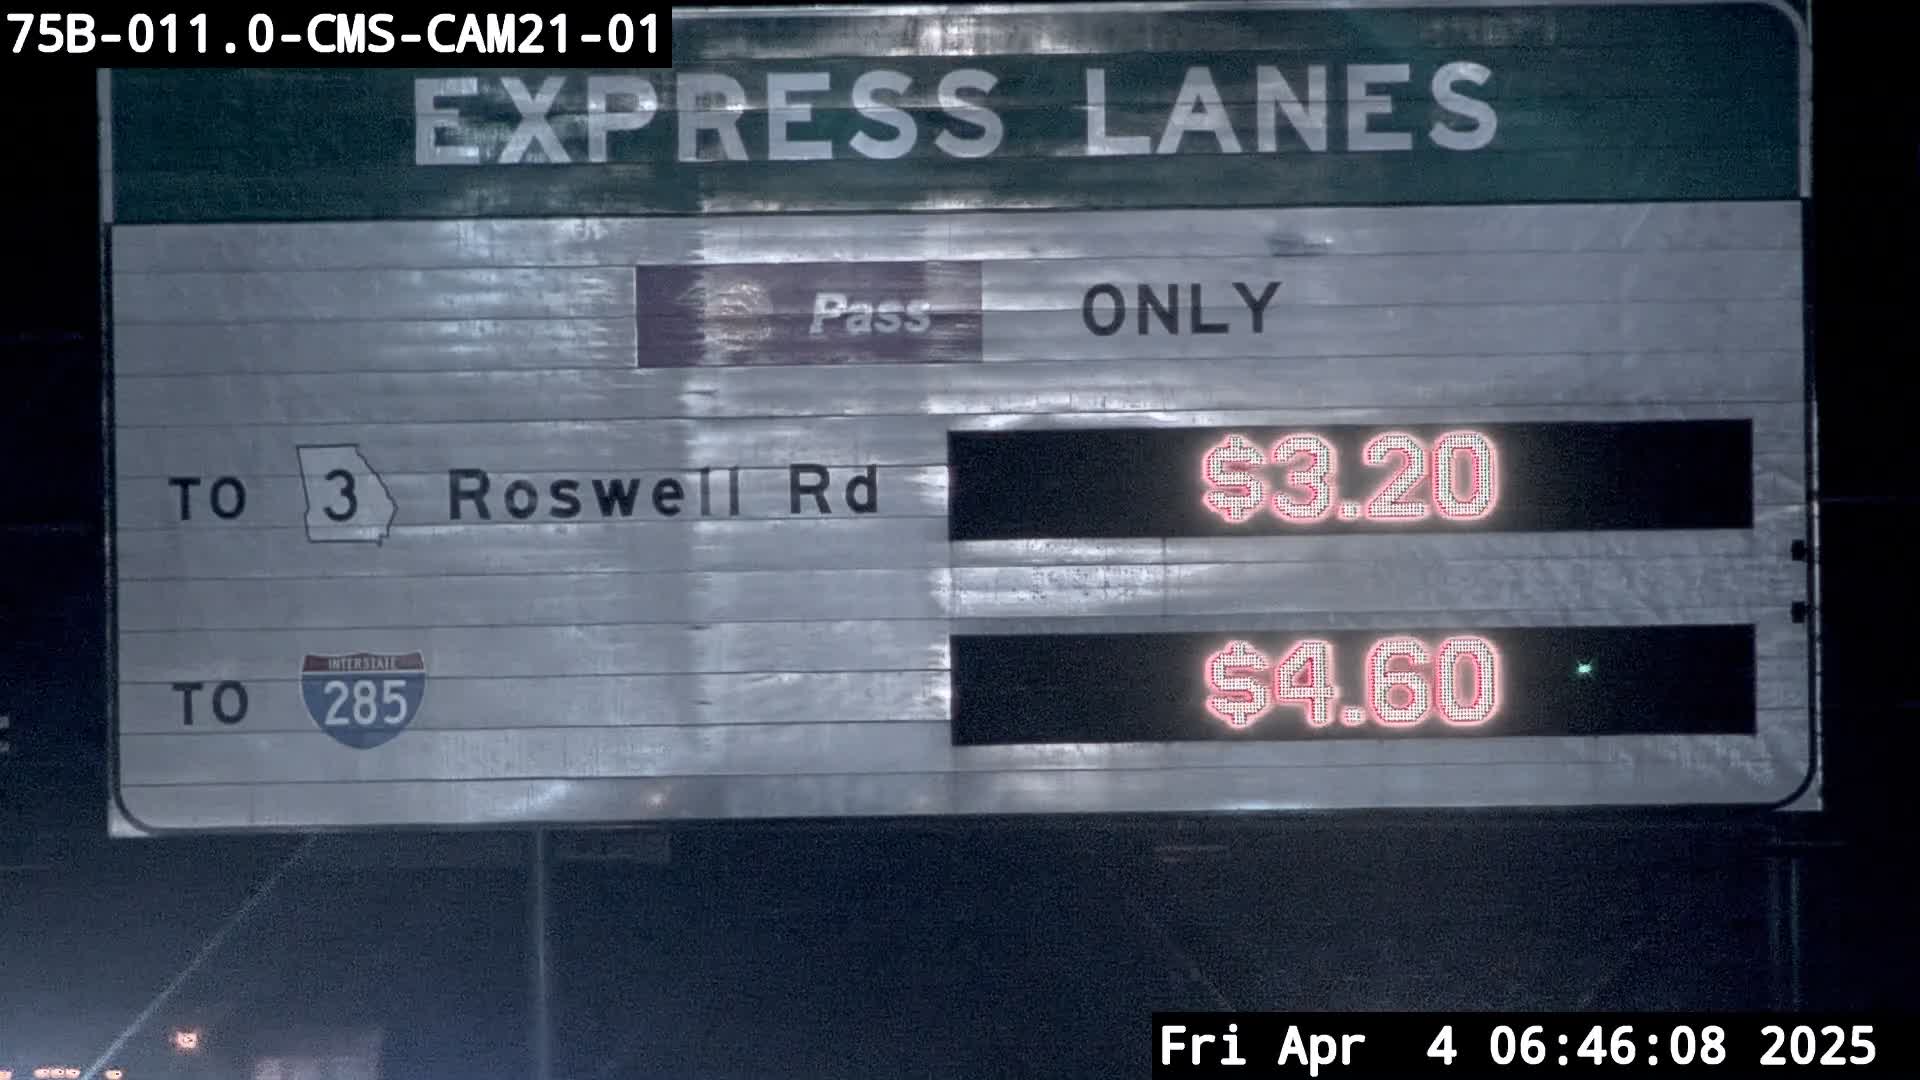 75B-011.0-CMS-CAM21-01
EXPRESS LANES
Pass ONLY
TO 3 Roswell Rd $3.20
INTERSTATE
TO 285 $4.60
Fri Apr 4 06:46:08 2025